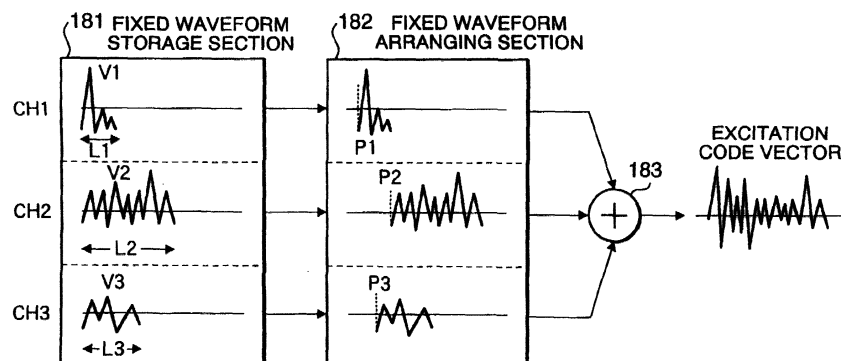 181 FIXED WAVEFORM
STORAGE SECTION
182 FIXED WAVEFORM
ARRANGING SECTION
CH1
V1
L1
P1
EXCITATION
CODE VECTOR
CH2
V2
L2
P2
183
+
CH3
V3
L3
P3